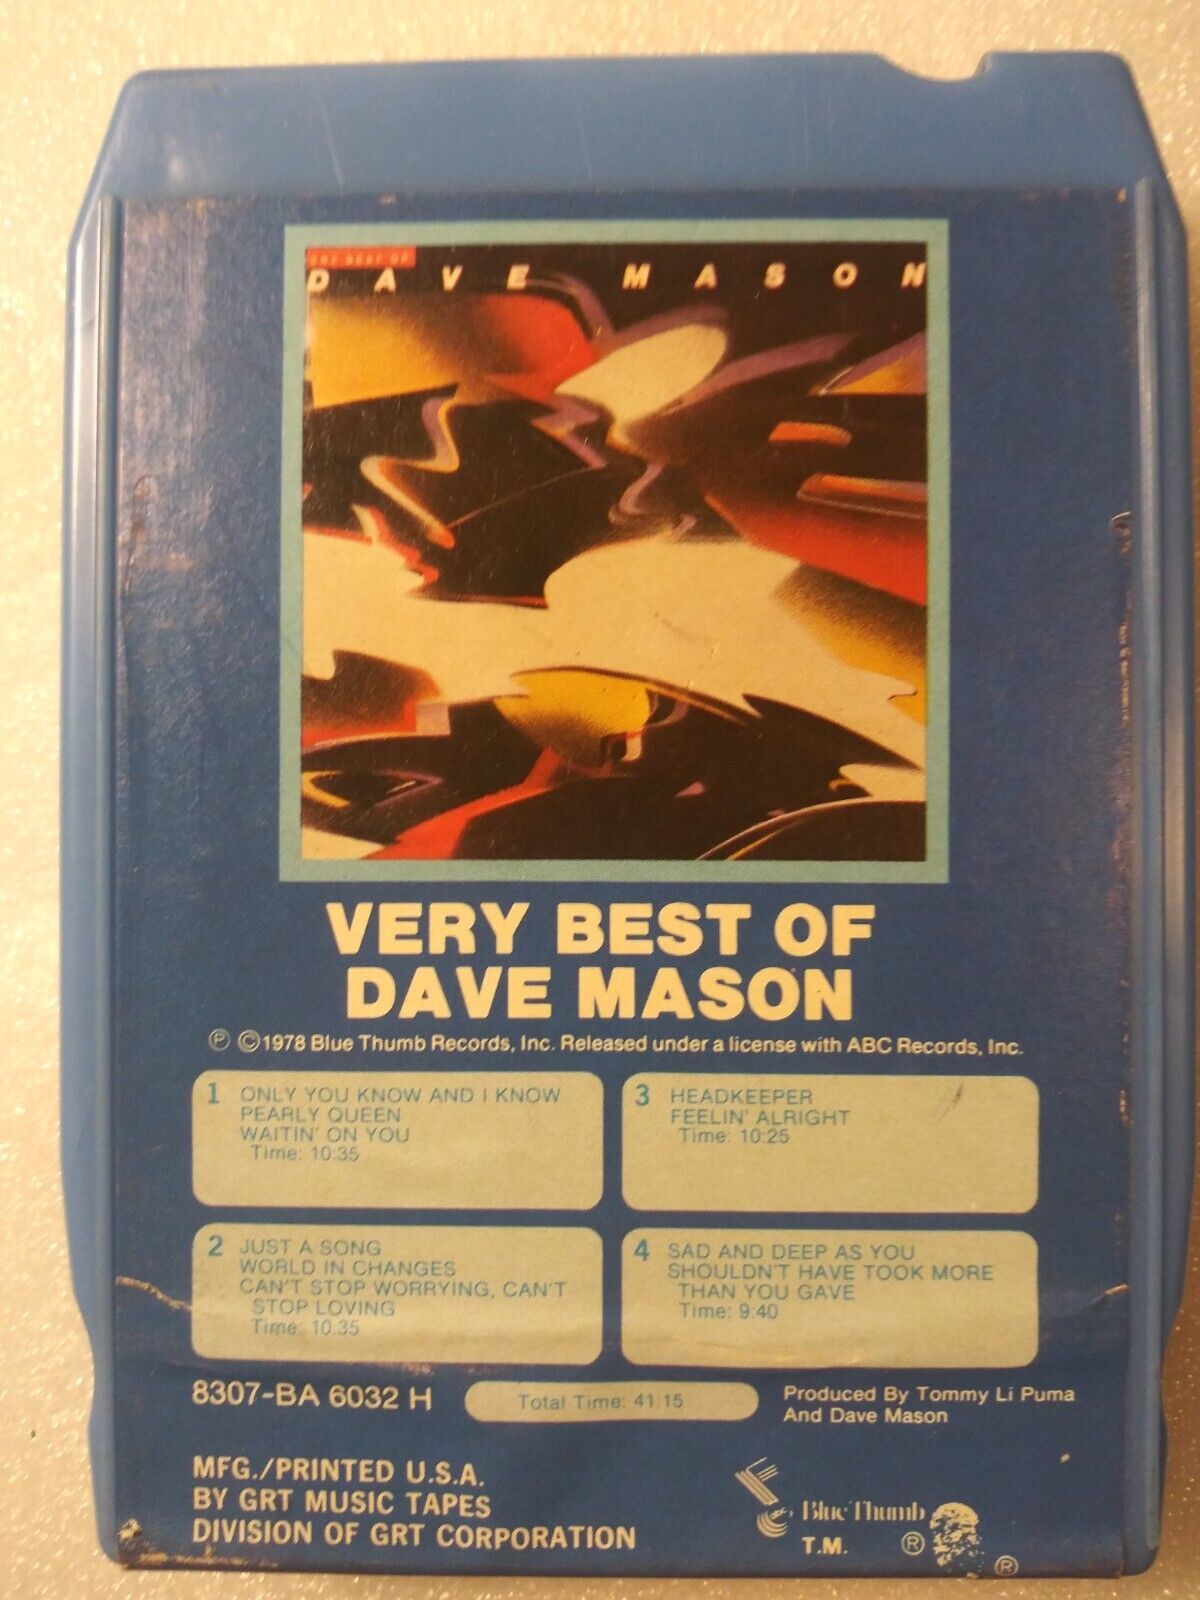 VERY BEST OF
DAVE MASON
VERY BEST OF
DAVE MASON
Ⓟ ©1978 Blue Thumb Records, Inc. Released under a license with ABC Records, Inc.
1 ONLY YOU KNOW AND I KNOW
PEARLY QUEEN
WAITIN' ON YOU
Time: 10:35
2 JUST A SONG
WORLD IN CHANGES
CAN'T STOP WORRYING, CAN'T
STOP LOVING
Time: 10:35
3 HEADKEEPER
FEELIN' ALRIGHT
Time: 10:25
4 SAD AND DEEP AS YOU
SHOULDN'T HAVE TOOK MORE
THAN YOU GAVE
Time: 9:40
8307-BA 6032 H
Total Time: 41:15
Produced By Tommy Li Puma
And Dave Mason
MFG./PRINTED U.S.A.
BY GRT MUSIC TAPES
DIVISION OF GRT CORPORATION
Blue Thumb
T.M. ® ®